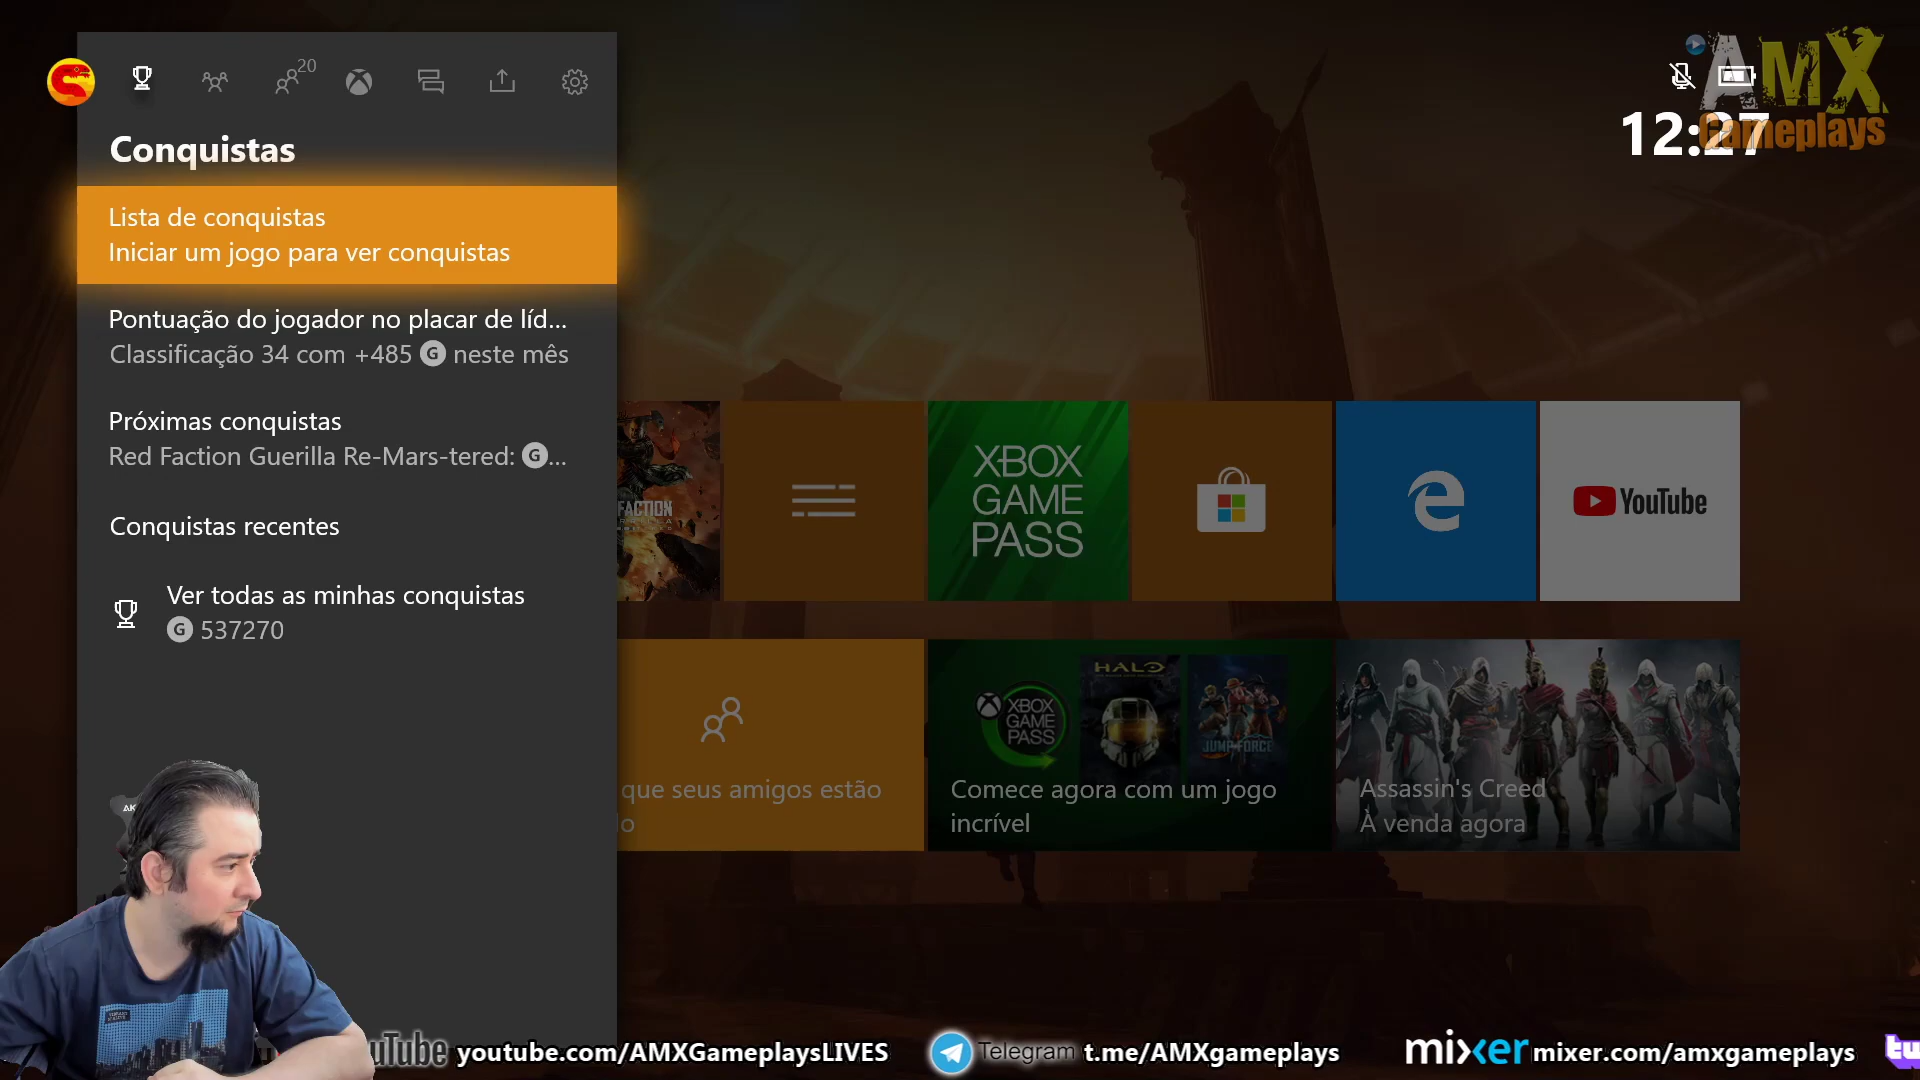 20
AMX
Gameplays
12:27
Conquistas
Lista de conquistas
Iniciar um jogo para ver conquistas
Pontuação do jogador no placar de líd...
Classificação 34 com +485 G neste mês
Próximas conquistas
Red Faction Guerilla Re-Mars-tered: G...
Conquistas recentes
Ver todas as minhas conquistas
G 537270
FACTION
XBOX
GAME
PASS
YouTube
que seus amigos estão
do
XBOX
GAME
PASS
HALO
JUMP FORCE
Comece agora com um jogo
incrível
Assassin's Creed
À venda agora
uTube youtube.com/AMXGameplaysLIVES
Telegram t.me/AMXgameplays
mixer mixer.com/amxgameplays